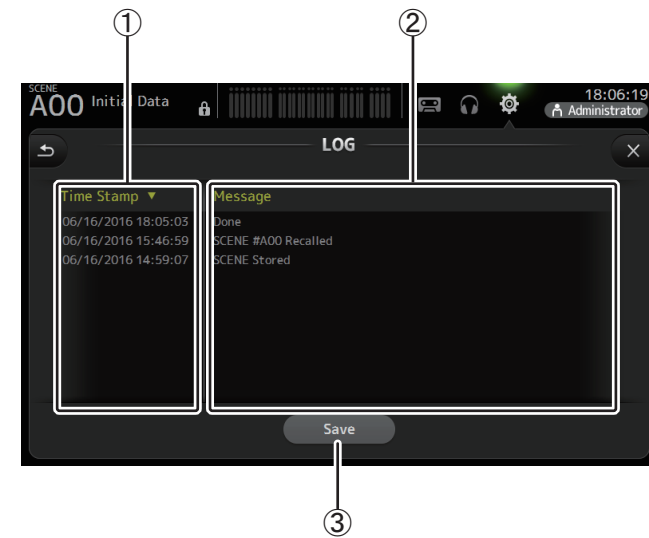 ① ②
SCENE
A00 Initial Data 18:06:19
Administrator
LOG
Time Stamp ▼ Message
06/16/2016 18:05:03 Done
06/16/2016 15:46:59 SCENE #A00 Recalled
06/16/2016 14:59:07 SCENE Stored
Save
③